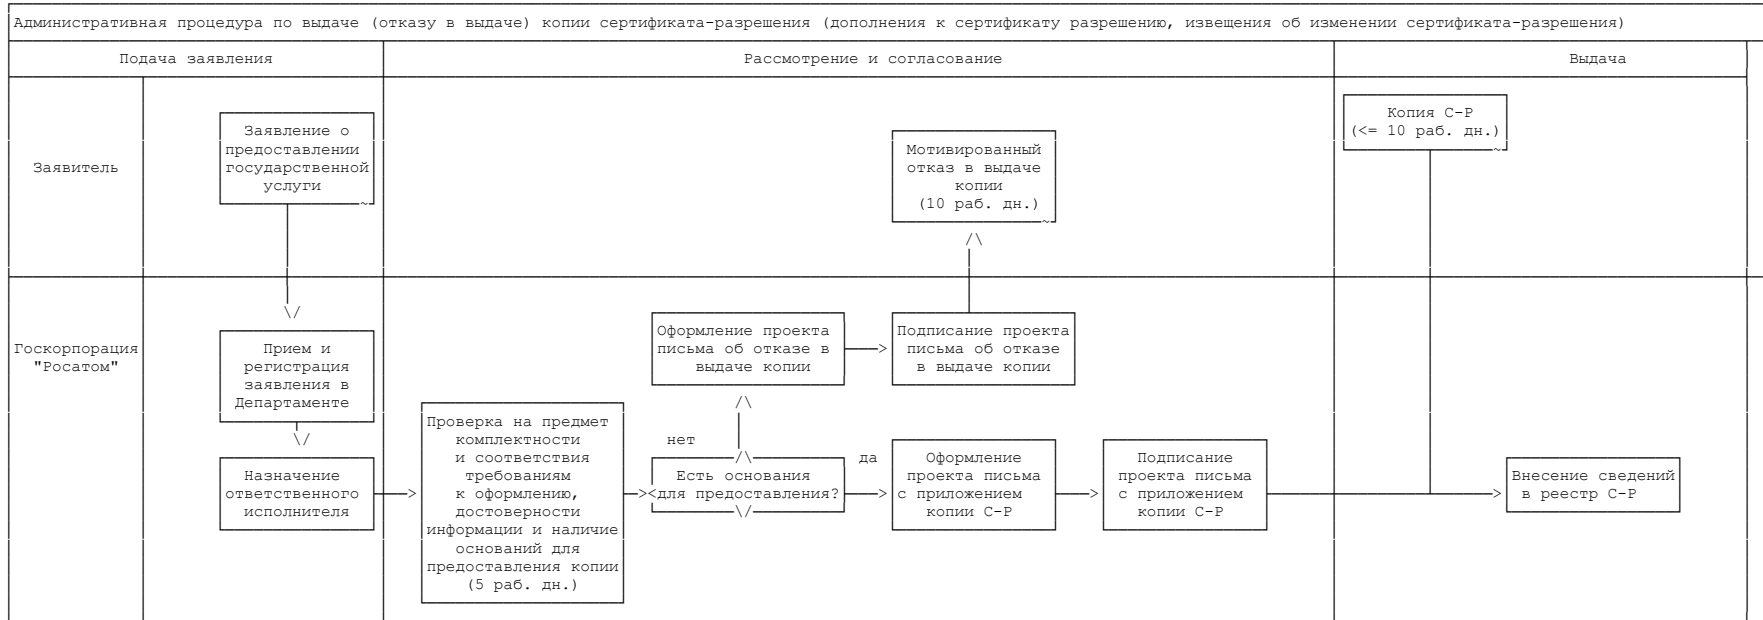 Административная процедура по выдаче (отказу в выдаче) копии сертификата-разрешения (дополнения к сертификату разрешению, извещения об изменении сертификата-разрешения)
Подача заявления
Рассмотрение и согласование
Выдача
Заявитель
Заявление о
предоставлении
государственной
услуги
Мотивированный
отказ в выдаче
копии
(10 раб. дн.)
Копия С-Р
(<= 10 раб. дн.)
Госкорпорация
"Росатом"
Прием и
регистрация
заявления в
Департаменте
Назначение
ответственного
исполнителя
Проверка на предмет
комплектности
и соответствия
требованиям
к оформлению,
достоверности
информации и наличие
оснований для
предоставления копии
(5 раб. дн.)
Оформление проекта
письма об отказе в
выдаче копии
Подписание проекта
письма об отказе
в выдаче копии
нет
Есть основания
для предоставления?
да
Оформление
проекта письма
с приложением
копии С-Р
Подписание
проекта письма
с приложением
копии С-Р
Внесение сведений
в реестр С-Р